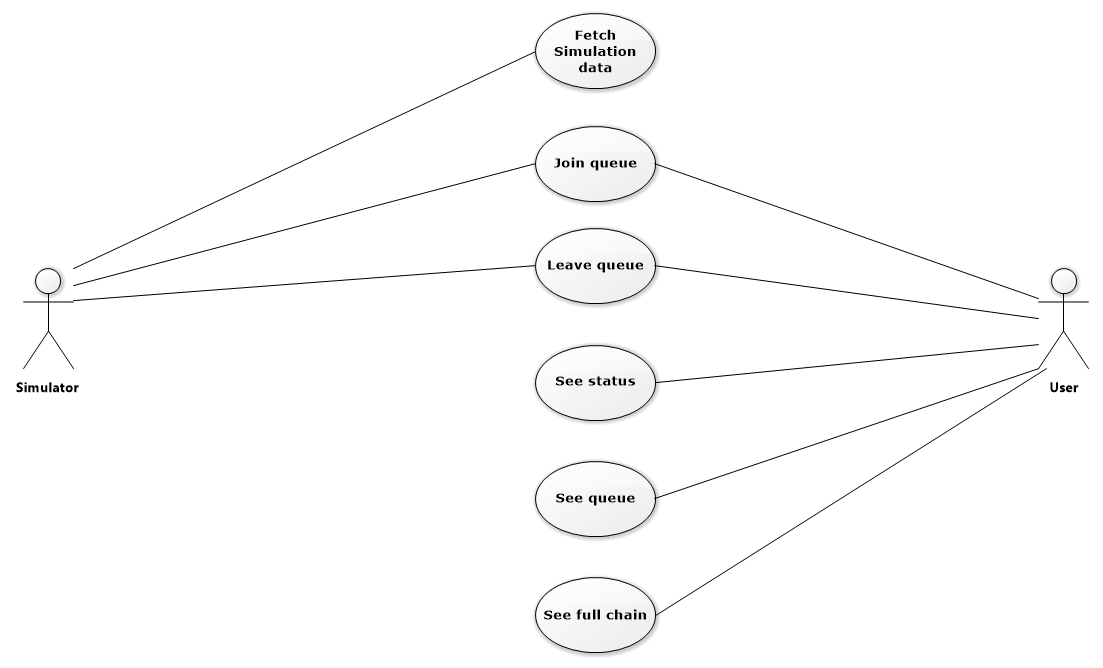 Fetch
Simulation
data
Join queue
Leave queue
Simulator
User
See status
See queue
See full chain